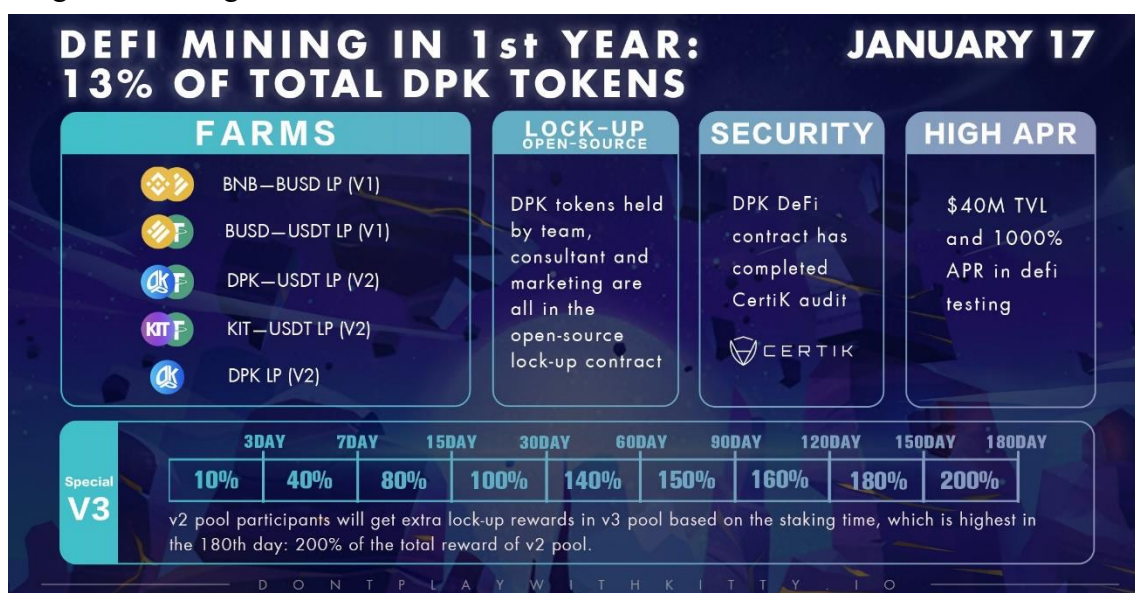 DEFI MINING IN 1st YEAR:
13% OF TOTAL DPK TOKENS
JANUARY 17
FARMS
BNB—BUSD LP (V1)
BUSD—USDT LP (V1)
DPK—USDT LP (V2)
KIT
KIT—USDT LP (V2)
DPK LP (V2)
LOCK-UP
OPEN-SOURCE
DPK tokens held
by team,
consultant and
marketing are
all in the
open-source
lock-up contract
SECURITY
DPK DeFi
contract has
completed
CertiK audit
CERTIK
HIGH APR
$40M TVL
and 1000%
APR in defi
testing
Special
V3
3DAY 7DAY 15DAY 30DAY 60DAY 90DAY 120DAY 150DAY 180DAY
10% 40% 80% 100% 140% 150% 160% 180% 200%
v2 pool participants will get extra lock-up rewards in v3 pool based on the staking time, which is highest in
the 180th day: 200% of the total reward of v2 pool.
DONTPLAYWITHKITTY.IO